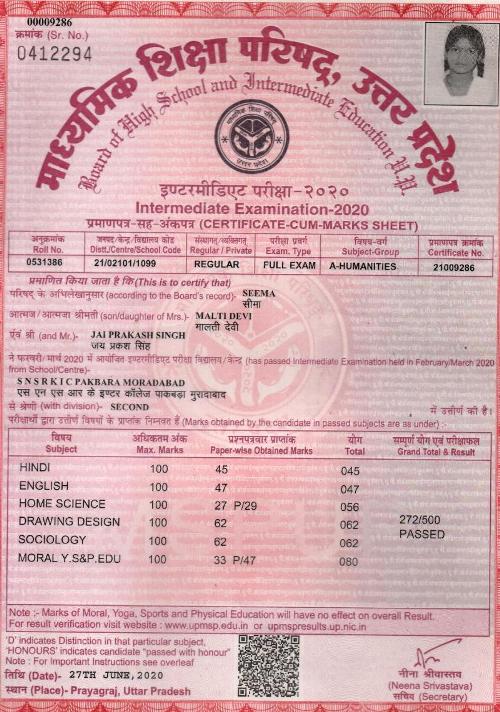 00009286
क्रमांक (Sr. No.)
0412294
माध्यमिक शिक्षा परिषद्, उत्तर प्रदेश
Board of High School and Intermediate Education U.P.
इण्टरमीडिएट परीक्षा-२०२०
Intermediate Examination-2020
प्रमाणपत्र-सह-अंकपत्र (CERTIFICATE-CUM-MARKS SHEET)
अनुक्रमांक जनपद/केन्द्र/विद्यालय कोड संस्थागत/व्यक्तिगत परीक्षा प्रवर्ग विषय-वर्ग प्रमाणपत्र क्रमांक
Roll No. Distt./Centre/School Code Regular / Private Exam. Type Subject-Group Certificate No.
0531386 21/02101/1099 REGULAR FULL EXAM A-HUMANITIES 21009286
प्रमाणित किया जाता है कि(This is to certify that)
परिषद् के अभिलेखानुसार (according to the Board's record)- SEEMA
सीमा
आत्मज/आत्मजा श्रीमती (son/daughter of Mrs.)- MALTI DEVI
मालती देवी
एंव श्री (and Mr.)- JAI PRAKASH SINGH
जय प्रकश सिंह
ने फरवरी/मार्च 2020 में आयोजित इण्टरमीडिएट परीक्षा विद्यालय/केन्द्र (has passed Intermediate Examination held in February/March 2020
from School/Centre)-
S N S R K I C PAKBARA MORADABAD
एस एन एस आर के इण्टर कॉलेज पाकबड़ा मुरादाबाद
से श्रेणी (with division)- SECOND में उत्तीर्ण की है।
परीक्षार्थी द्वारा उत्तीर्ण विषयों के प्राप्तांक निम्नवत हैं (Marks obtained by the candidate in passed subjects are as under) :-
विषय अधिकतम अंक प्रश्नपत्रवार प्राप्तांक योग सम्पूर्ण योग एवं परीक्षाफल
Subject Max. Marks Paper-wise Obtained Marks Total Grand Total & Result
HINDI 100 45 045
ENGLISH 100 47 047
HOME SCIENCE 100 27 P/29 056
DRAWING DESIGN 100 62 062 272/500
SOCIOLOGY 100 62 062 PASSED
MORAL Y.S&P.EDU 100 33 P/47 080
Note :- Marks of Moral, Yoga, Sports and Physical Education will have no effect on overall Result.
For result verification visit website : www.upmsp.edu.in or upmspresults.up.nic.in
'D' indicates Distinction in that particular subject,
'HONOURS' indicates candidate "passed with honour"
Note : For Important Instructions see overleaf
तिथि (Date)- 27TH JUNE,2020
स्थान (Place)- Prayagraj, Uttar Pradesh
नीना श्रीवास्तव
(Neena Srivastava)
सचिव (Secretary)